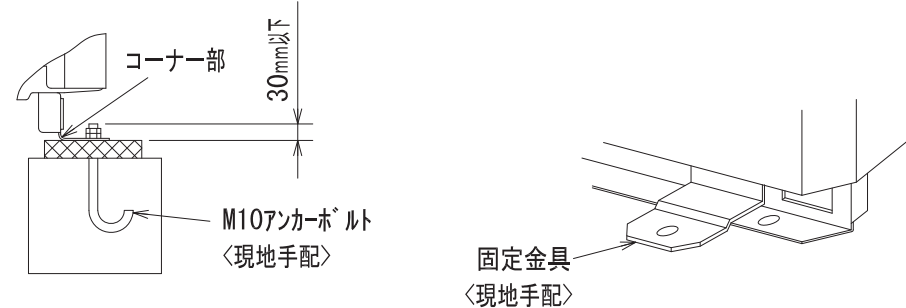 コーナー部
30mm以下
M10アンカーボルト
〈現地手配〉
固定金具
〈現地手配〉